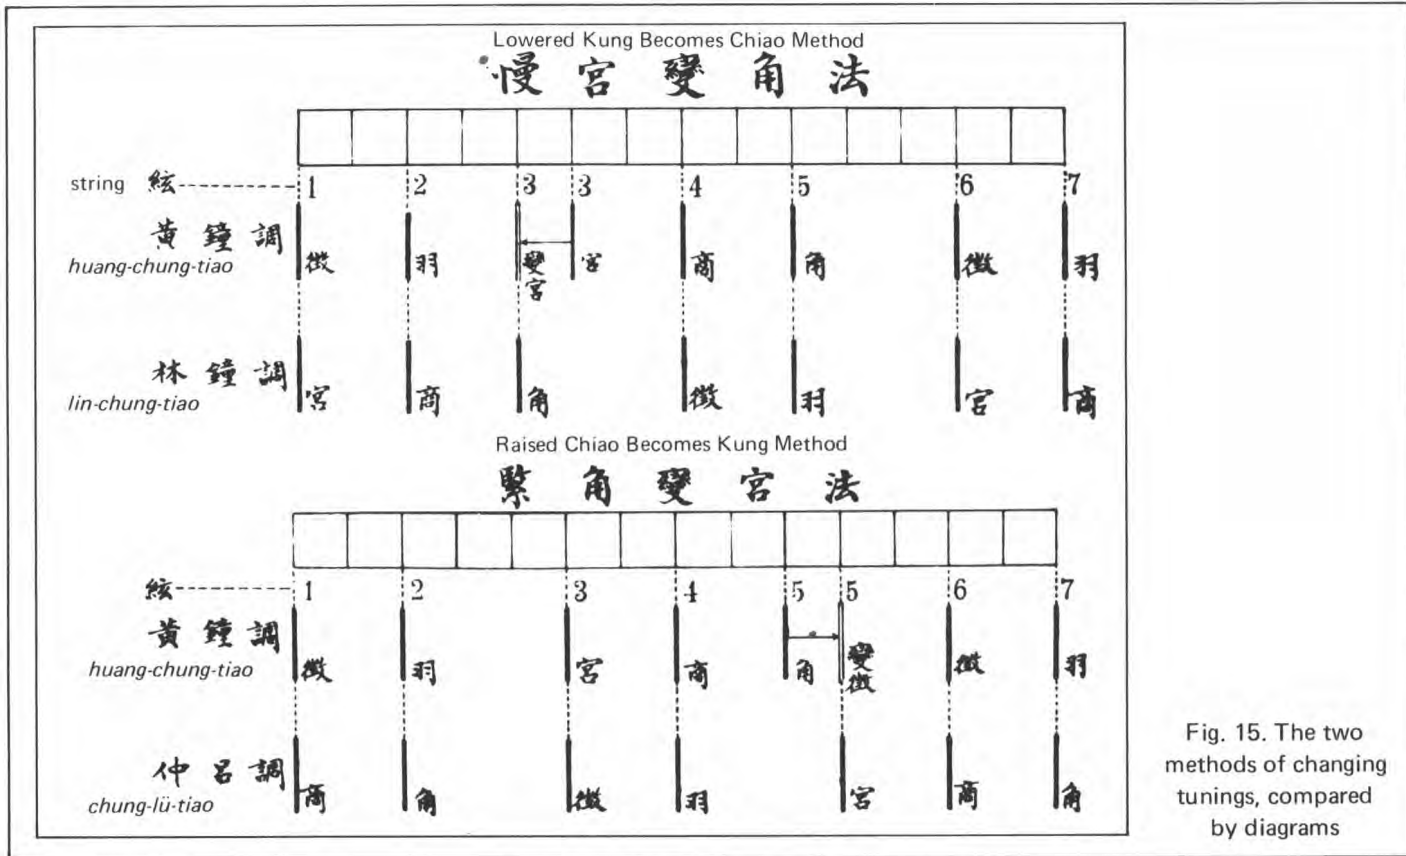 Lowered Kung Becomes Chiao Method
慢宮變角法
string 絃 1 2 3 3 4 5 6 7
黃鐘調 徵 羽 變宮 宮 商 角 徵 羽
huang-chung-tiao
林鐘調 宮 商 角 徵 羽 宮 商
lin-chung-tiao
Raised Chiao Becomes Kung Method
緊角變宮法
絃 1 2 3 4 5 5 6 7
黃鐘調 徵 羽 宮 商 角 變徵 徵 羽
huang-chung-tiao
仲呂調 商 角 徵 羽 宮 商 角
chung-lü-tiao
Fig. 15. The two
methods of changing
tunings, compared
by diagrams